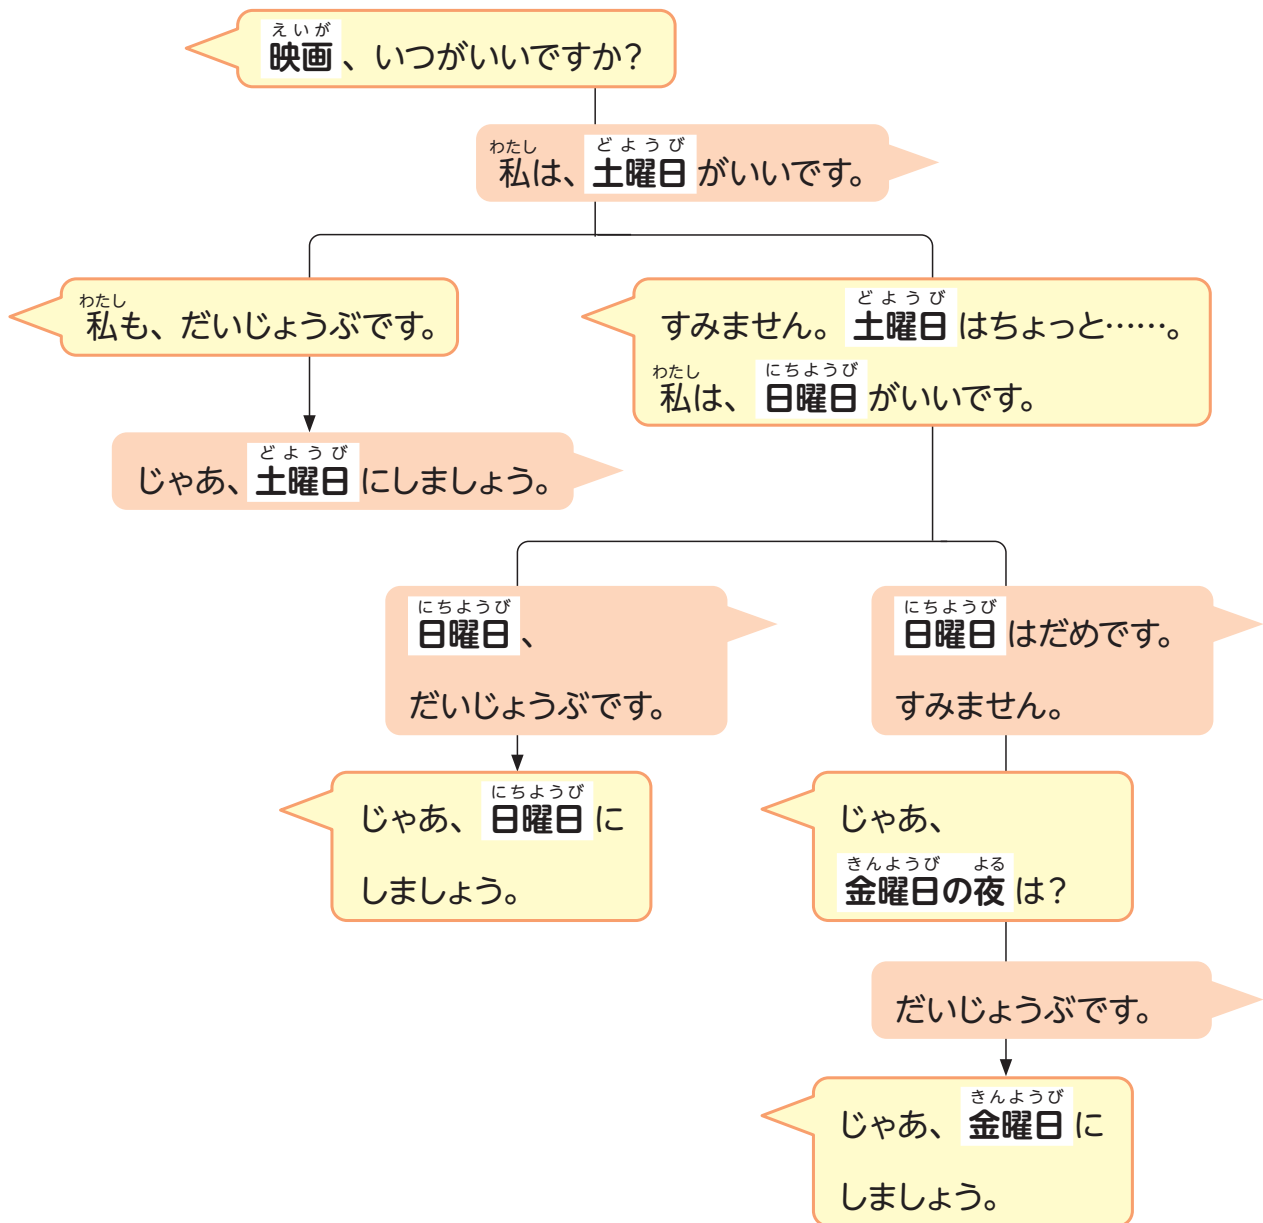 えいが
映画、いつがいいですか?
わたし どようび
私は、土曜日がいいです。
わたし
私も、だいじょうぶです。
どようび
じゃあ、土曜日にしましょう。
どようび
すみません。土曜日はちょっと……。
わたし にちようび
私は、日曜日がいいです。
にちようび
日曜日、
だいじょうぶです。
にちようび
じゃあ、日曜日に
しましょう。
にちようび
日曜日はだめです。
すみません。
じゃあ、
きんようび よる
金曜日の夜は?
だいじょうぶです。
きんようび
じゃあ、金曜日に
しましょう。